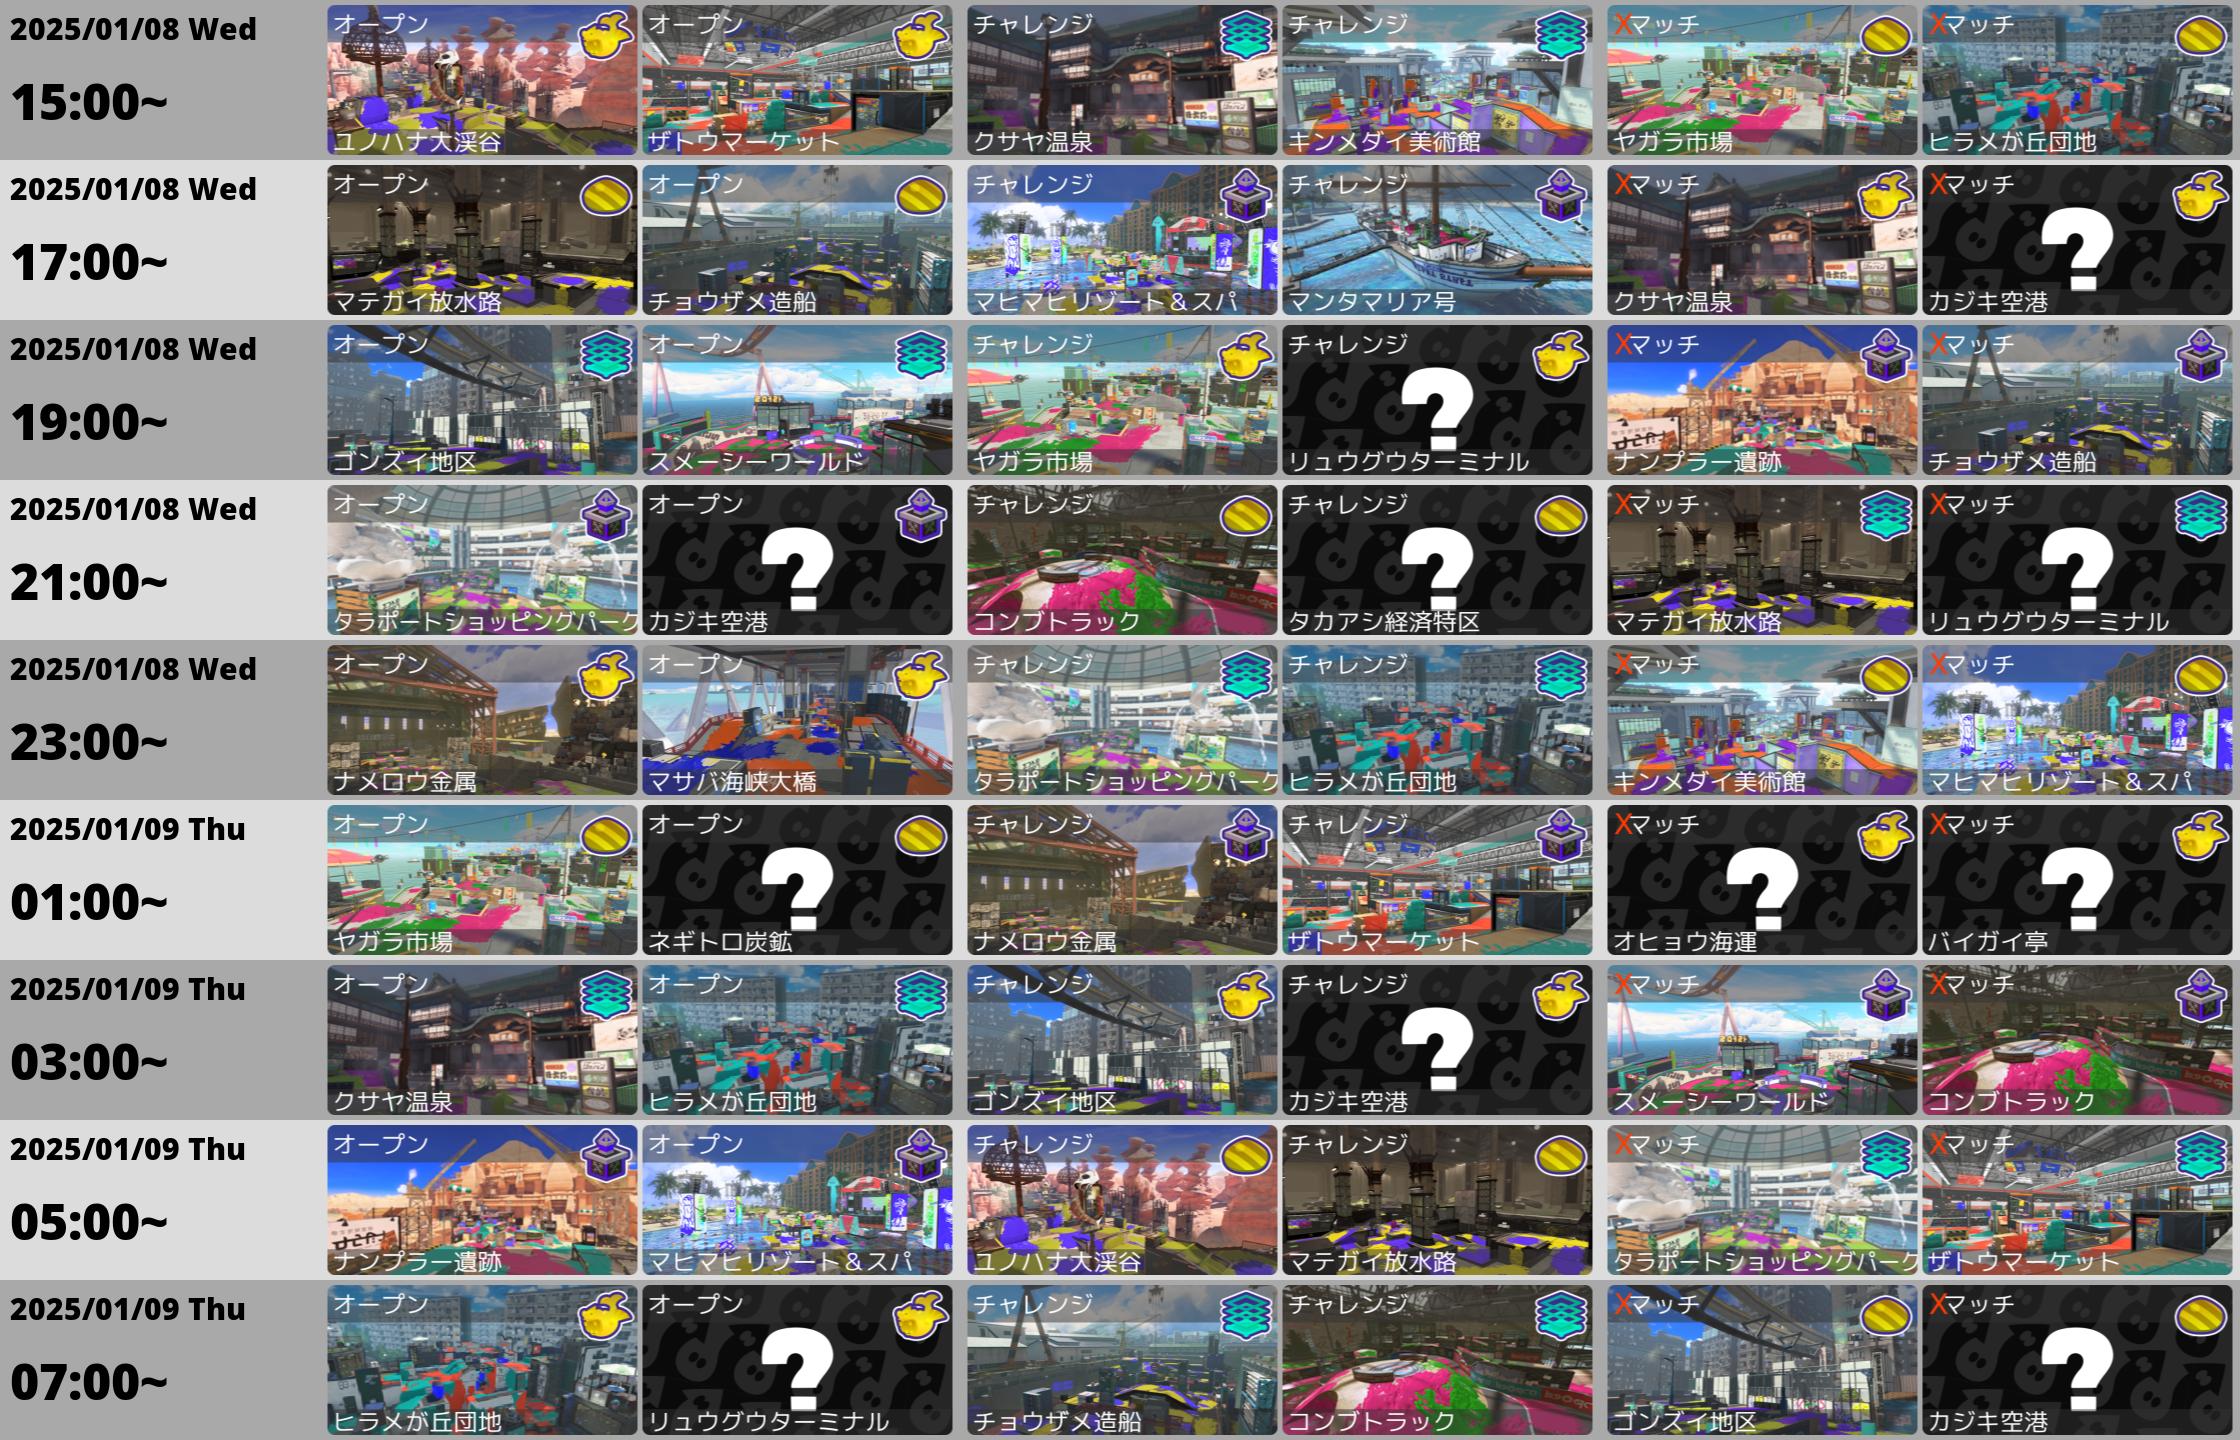 2025/01/08 Wed
15:00~
オープン
ユノハナ大渓谷
オープン
ザトウマーケット
チャレンジ
クサヤ温泉
チャレンジ
キンメダイ美術館
Xマッチ
ヤガラ市場
Xマッチ
ヒラメが丘団地
2025/01/08 Wed
17:00~
オープン
マテガイ放水路
オープン
チョウザメ造船
チャレンジ
マヒマヒリゾート＆スパ
チャレンジ
マンタマリア号
Xマッチ
クサヤ温泉
Xマッチ
?
カジキ空港
2025/01/08 Wed
19:00~
オープン
ゴンズイ地区
オープン
スメーシーワールド
チャレンジ
ヤガラ市場
チャレンジ
?
リュウグウターミナル
Xマッチ
ナンプラー遺跡
Xマッチ
チョウザメ造船
2025/01/08 Wed
21:00~
オープン
タラポートショッピングパーク
オープン
?
カジキ空港
チャレンジ
コンブトラック
チャレンジ
?
タカアシ経済特区
Xマッチ
マテガイ放水路
Xマッチ
?
リュウグウターミナル
2025/01/08 Wed
23:00~
オープン
ナメロウ金属
オープン
マサバ海峡大橋
チャレンジ
タラポートショッピングパーク
チャレンジ
ヒラメが丘団地
Xマッチ
キンメダイ美術館
Xマッチ
マヒマヒリゾート＆スパ
2025/01/09 Thu
01:00~
オープン
ヤガラ市場
オープン
?
ネギトロ炭鉱
チャレンジ
ナメロウ金属
チャレンジ
ザトウマーケット
Xマッチ
?
オヒョウ海運
Xマッチ
?
バイガイ亭
2025/01/09 Thu
03:00~
オープン
クサヤ温泉
オープン
ヒラメが丘団地
チャレンジ
ゴンズイ地区
チャレンジ
?
カジキ空港
Xマッチ
スメーシーワールド
Xマッチ
コンブトラック
2025/01/09 Thu
05:00~
オープン
ナンプラー遺跡
オープン
マヒマヒリゾート＆スパ
チャレンジ
ユノハナ大渓谷
チャレンジ
マテガイ放水路
Xマッチ
タラポートショッピングパーク
Xマッチ
ザトウマーケット
2025/01/09 Thu
07:00~
オープン
ヒラメが丘団地
オープン
?
リュウグウターミナル
チャレンジ
チョウザメ造船
チャレンジ
コンブトラック
Xマッチ
ゴンズイ地区
Xマッチ
?
カジキ空港